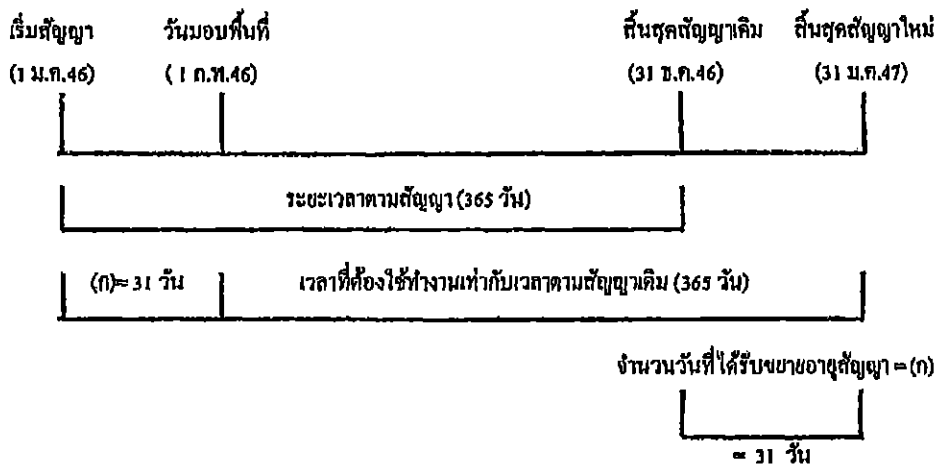 เริ่มสัญญา วันมอบพื้นที่ สิ้นสุดสัญญาเดิม สิ้นสุดสัญญาใหม่
(1 ม.ค.46) (1 ก.พ.46) (31 ธ.ค.46) (31 ม.ค.47)
ระยะเวลาตามสัญญา (365 วัน)
(ก)= 31 วัน เวลาที่ต้องใช้ทำงานเท่ากับเวลาตามสัญญาเดิม (365 วัน)
จำนวนวันที่ได้รับขยายอายุสัญญา = (ก)
= 31 วัน